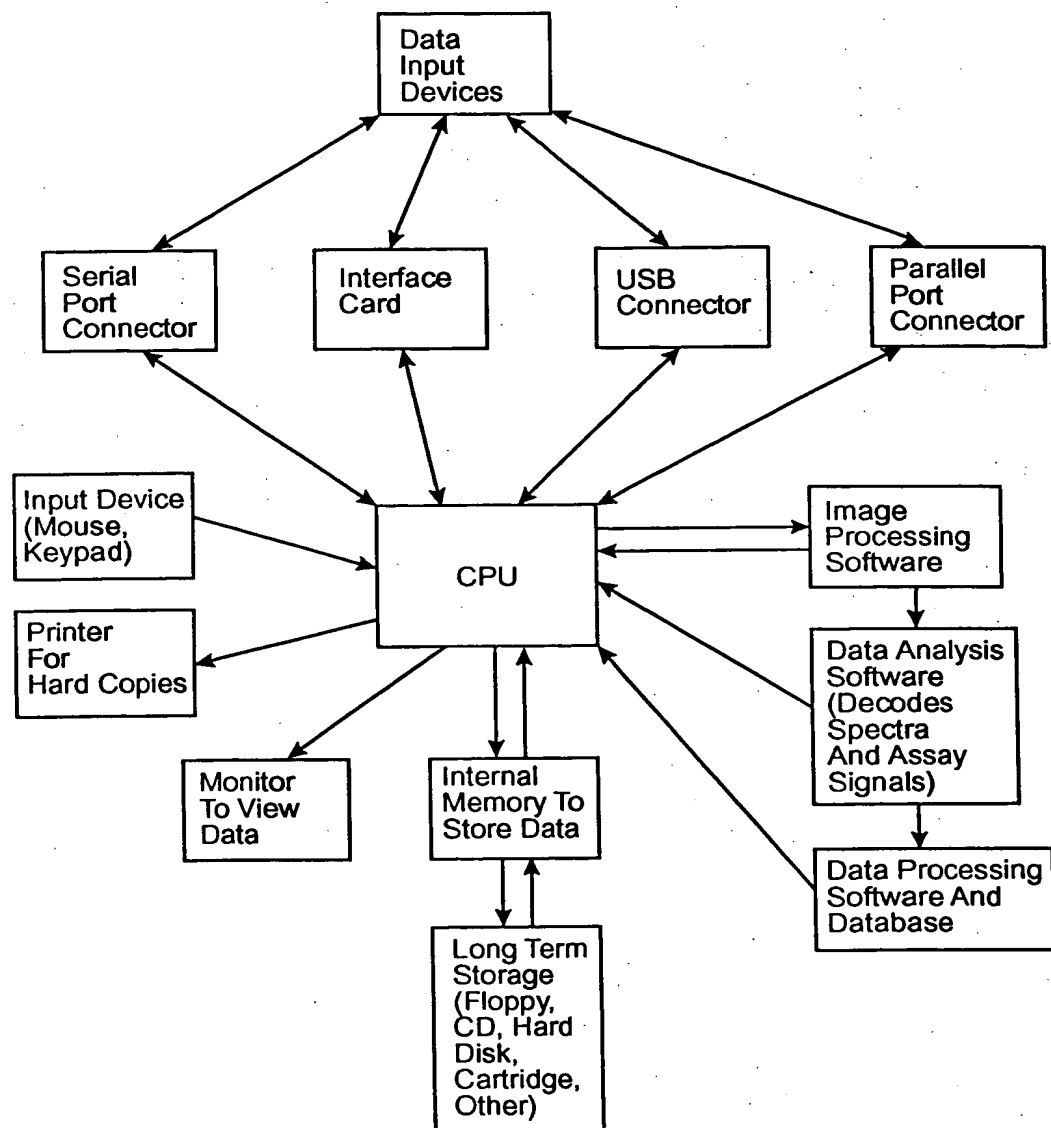 Data
Input
Devices
Serial
Port
Connector
Interface
Card
USB
Connector
Parallel
Port
Connector
Input Device
(Mouse,
Keypad)
CPU
Image
Processing
Software
Printer
For
Hard Copies
Data Analysis
Software
(Decodes
Spectra
And Assay
Signals)
Monitor
To View
Data
Internal
Memory To
Store Data
Data Processing
Software And
Database
Long Term
Storage
(Floppy,
CD, Hard
Disk,
Cartridge,
Other)